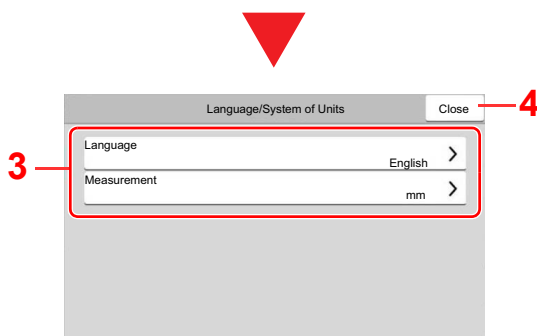 Language/System of Units
Close
4
3
Language
English
Measurement
mm